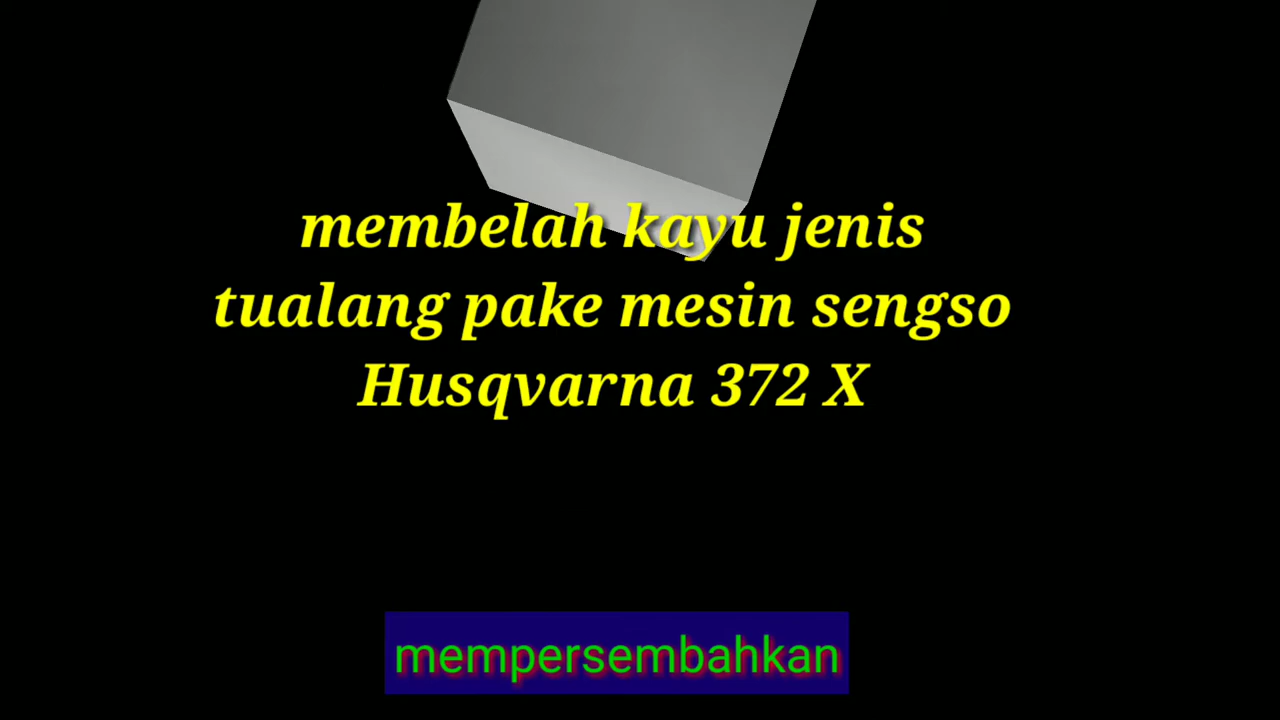 membelah kayu jenis
tualang pake mesin sengso
Husqvarna 372 X
mempersembahkan